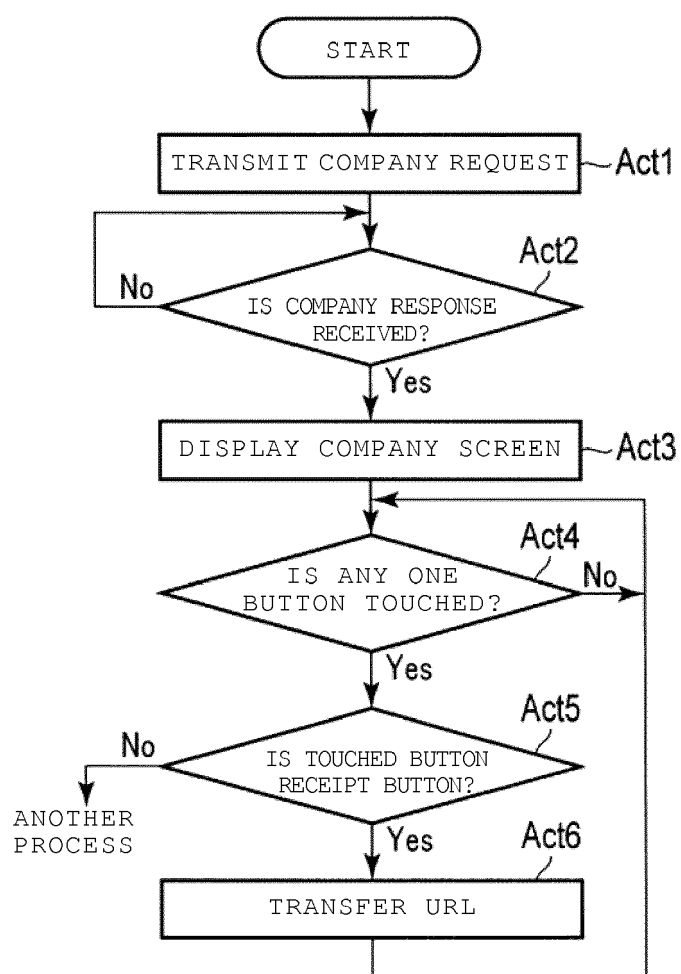 START
TRANSMIT COMPANY REQUEST
Act1
Act2
No
IS COMPANY RESPONSE
RECEIVED?
Yes
DISPLAY COMPANY SCREEN
Act3
Act4
IS ANY ONE
BUTTON TOUCHED?
No
Yes
Act5
No
IS TOUCHED BUTTON
RECEIPT BUTTON?
ANOTHER
PROCESS
Yes
Act6
TRANSFER URL